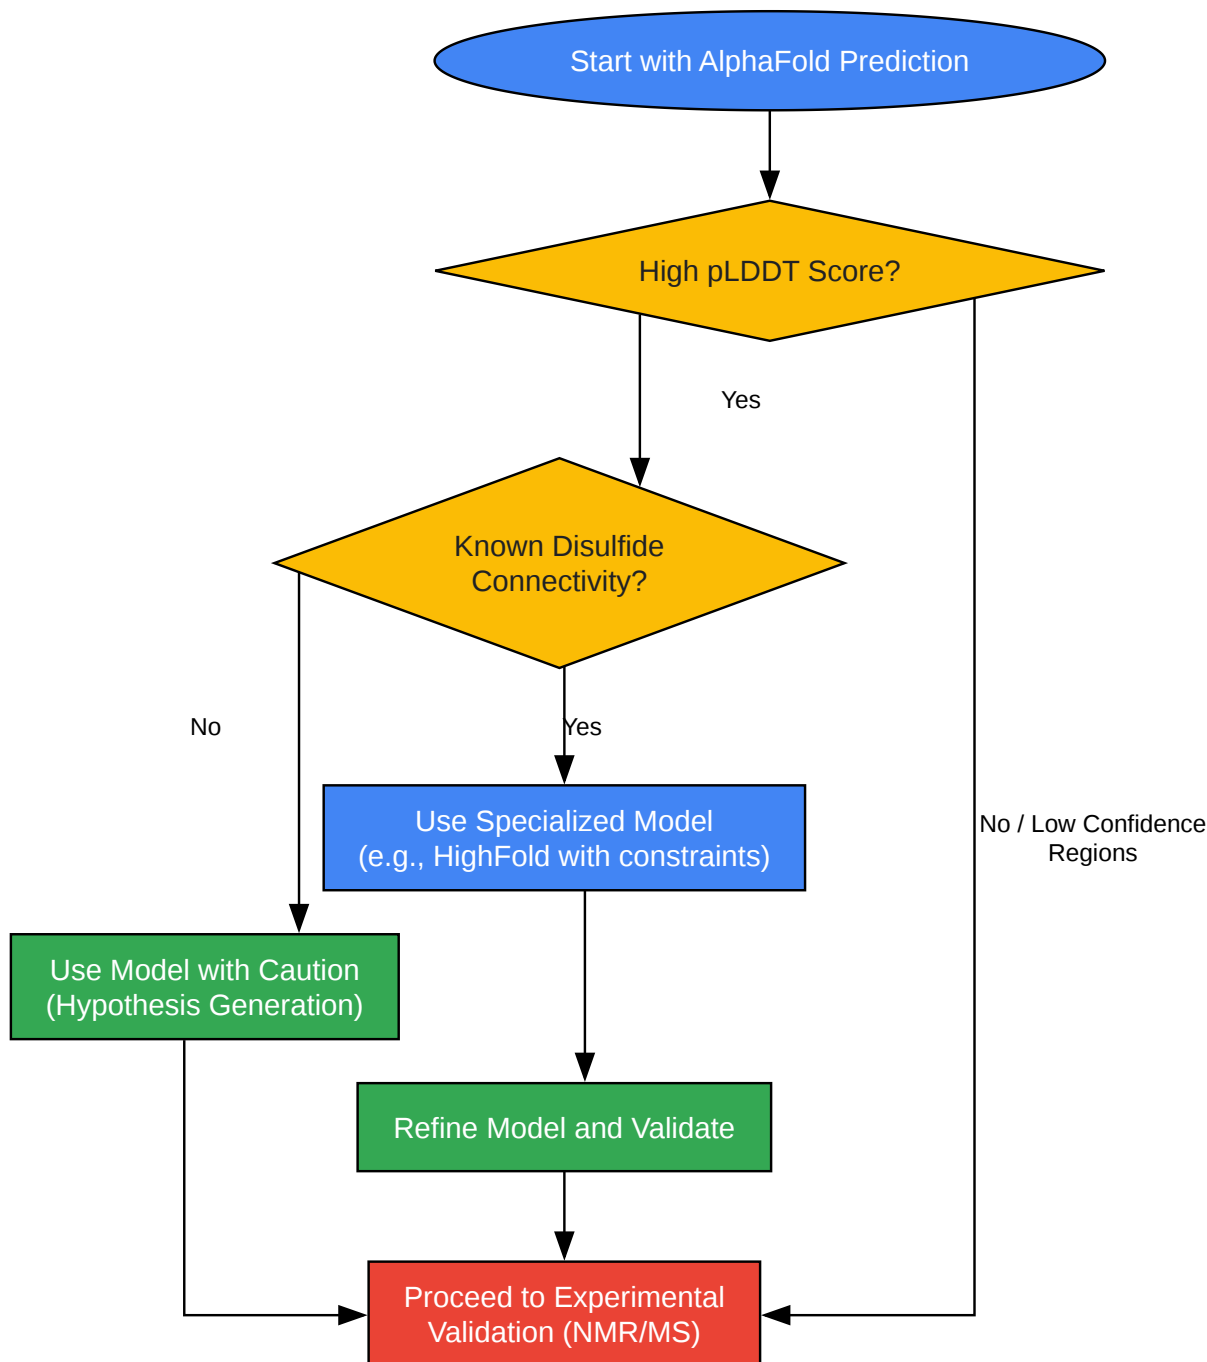 Start with AlphaFold Prediction
High pLDDT Score?
Yes
Known Disulfide
Connectivity?
No
Yes
Use Specialized Model
(e.g., HighFold with constraints)
No / Low Confidence
Regions
Use Model with Caution
(Hypothesis Generation)
Refine Model and Validate
Proceed to Experimental
Validation (NMR/MS)